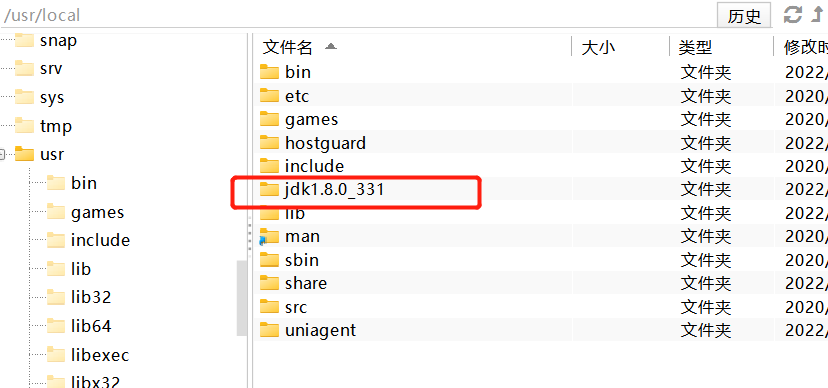 /usr/local
历史
snap
srv
sys
tmp
usr
bin
games
include
lib
lib32
lib64
libexec
libx32
文件名 大小 类型 修改时
bin 文件夹 2022/
etc 文件夹 2020/
games 文件夹 2020/
hostguard 文件夹 2022/
include 文件夹 2020/
jdk1.8.0_331 文件夹 2022/
lib 文件夹 2022/
man 文件夹 2020/
sbin 文件夹 2020/
share 文件夹 2022/
src 文件夹 2020/
uniagent 文件夹 2022/